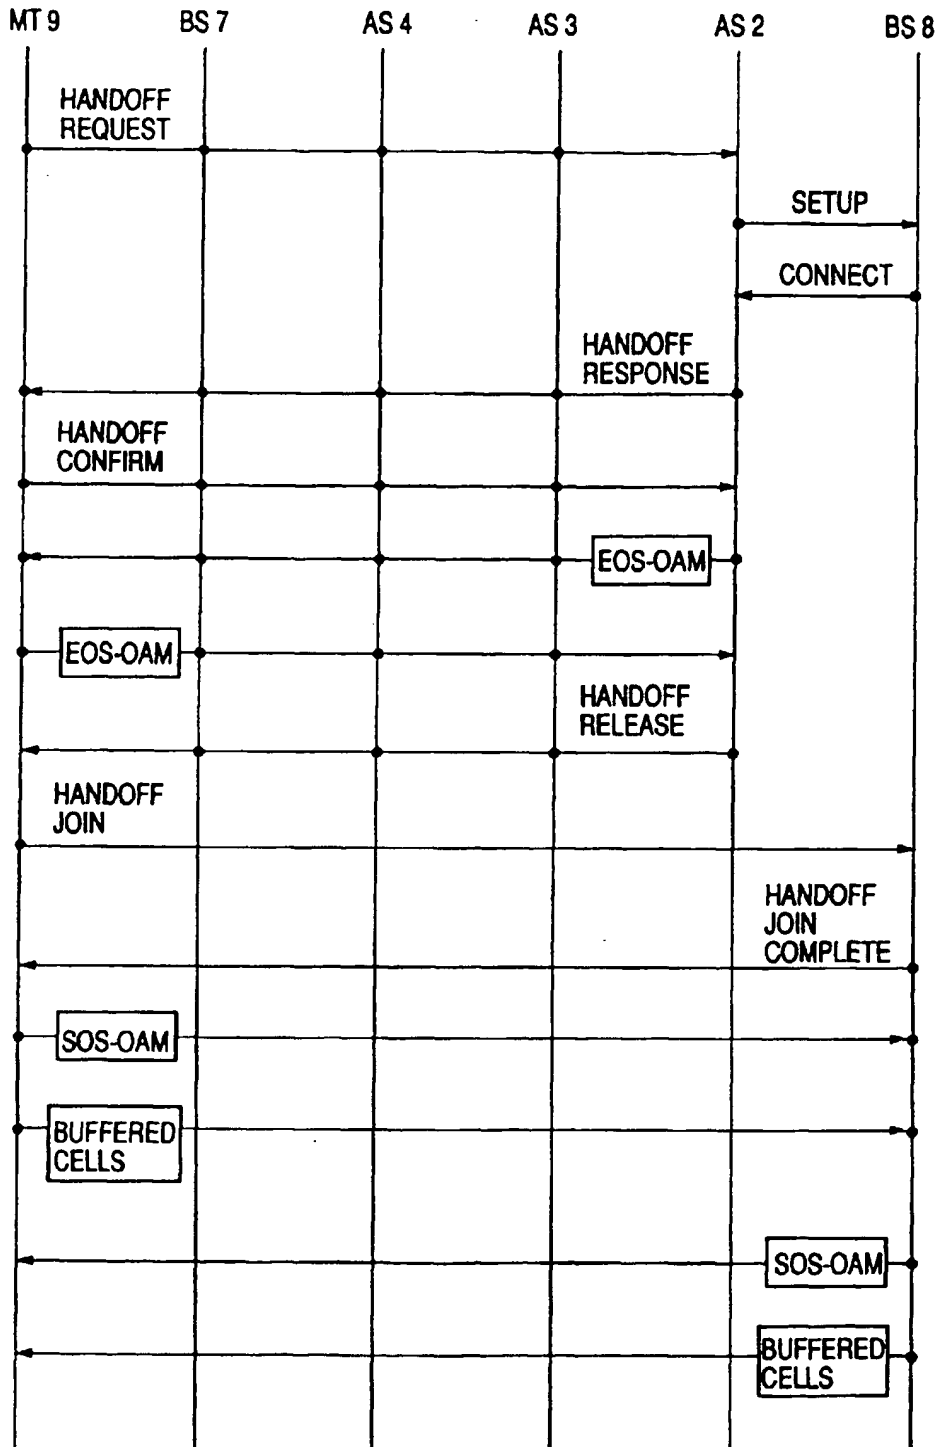 MT 9
BS 7
AS 4
AS 3
AS 2
BS 8
HANDOFF
REQUEST
SETUP
CONNECT
HANDOFF
RESPONSE
HANDOFF
CONFIRM
EOS-OAM
EOS-OAM
HANDOFF
RELEASE
HANDOFF
JOIN
HANDOFF
JOIN
COMPLETE
SOS-OAM
BUFFERED
CELLS
SOS-OAM
BUFFERED
CELLS